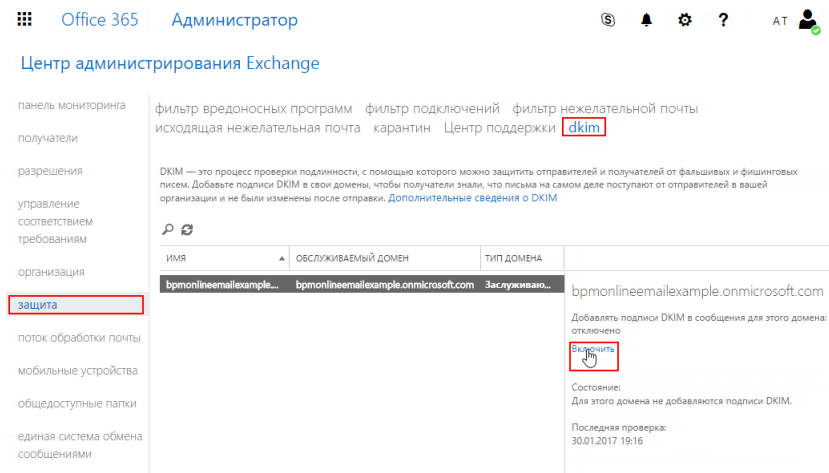 Office 365 Администратор ? AT
Центр администрирования Exchange
панель мониторинга
получатели
разрешения
управление
соответствием
требованиям
организация
защита
поток обработки почты
мобильные устройства
общедоступные папки
единая система обмена
сообщениями
фильтр вредоносных программ фильтр подключений фильтр нежелательной почты
исходящая нежелательная почта карантин Центр поддержки dkim
DKIM — это процесс проверки подлинности, с помощью которого можно защитить отправителей и получателей от фальшивых и фишинговых
писем. Добавьте подписи DKIM в свои домены, чтобы получатели знали, что письма на самом деле поступают от отправителей в вашей
организации и не были изменены после отправки. Дополнительные сведения о DKIM
ИМЯ ОБСЛУЖИВАЕМЫЙ ДОМЕН ТИП ДОМЕНА
bpmonlineemailexample.... bpmonlineemailexample.onmicrosoft.com Заслуживаю...
bpmonlineemailexample.onmicrosoft.com
Добавлять подписи DKIM в сообщения для этого домена:
отключено
Включить
Состояние:
Для этого домена не добавляются подписи DKIM.
Последняя проверка:
30.01.2017 19:16